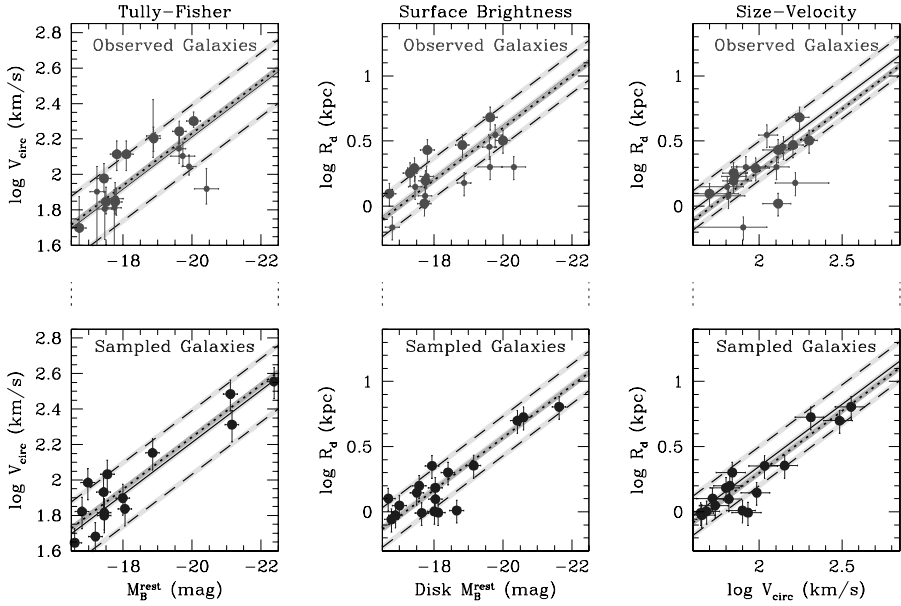 Tully-Fisher Surface Brightness Size-Velocity
2.8
2.6
2.4
2.2
2
1.8
1.6
log V_circ (km/s)
Observed Galaxies
-18 -20 -22
1
0.5
0
log R_d (kpc)
Observed Galaxies
-18 -20 -22
1
0.5
0
log R_d (kpc)
Observed Galaxies
2 2.5
2.8
2.6
2.4
2.2
2
1.8
1.6
log V_circ (km/s)
Sampled Galaxies
-18 -20 -22
M_B^rest (mag)
1
0.5
0
log R_d (kpc)
Sampled Galaxies
-18 -20 -22
Disk M_B^rest (mag)
1
0.5
0
log R_d (kpc)
Sampled Galaxies
2 2.5
log V_circ (km/s)